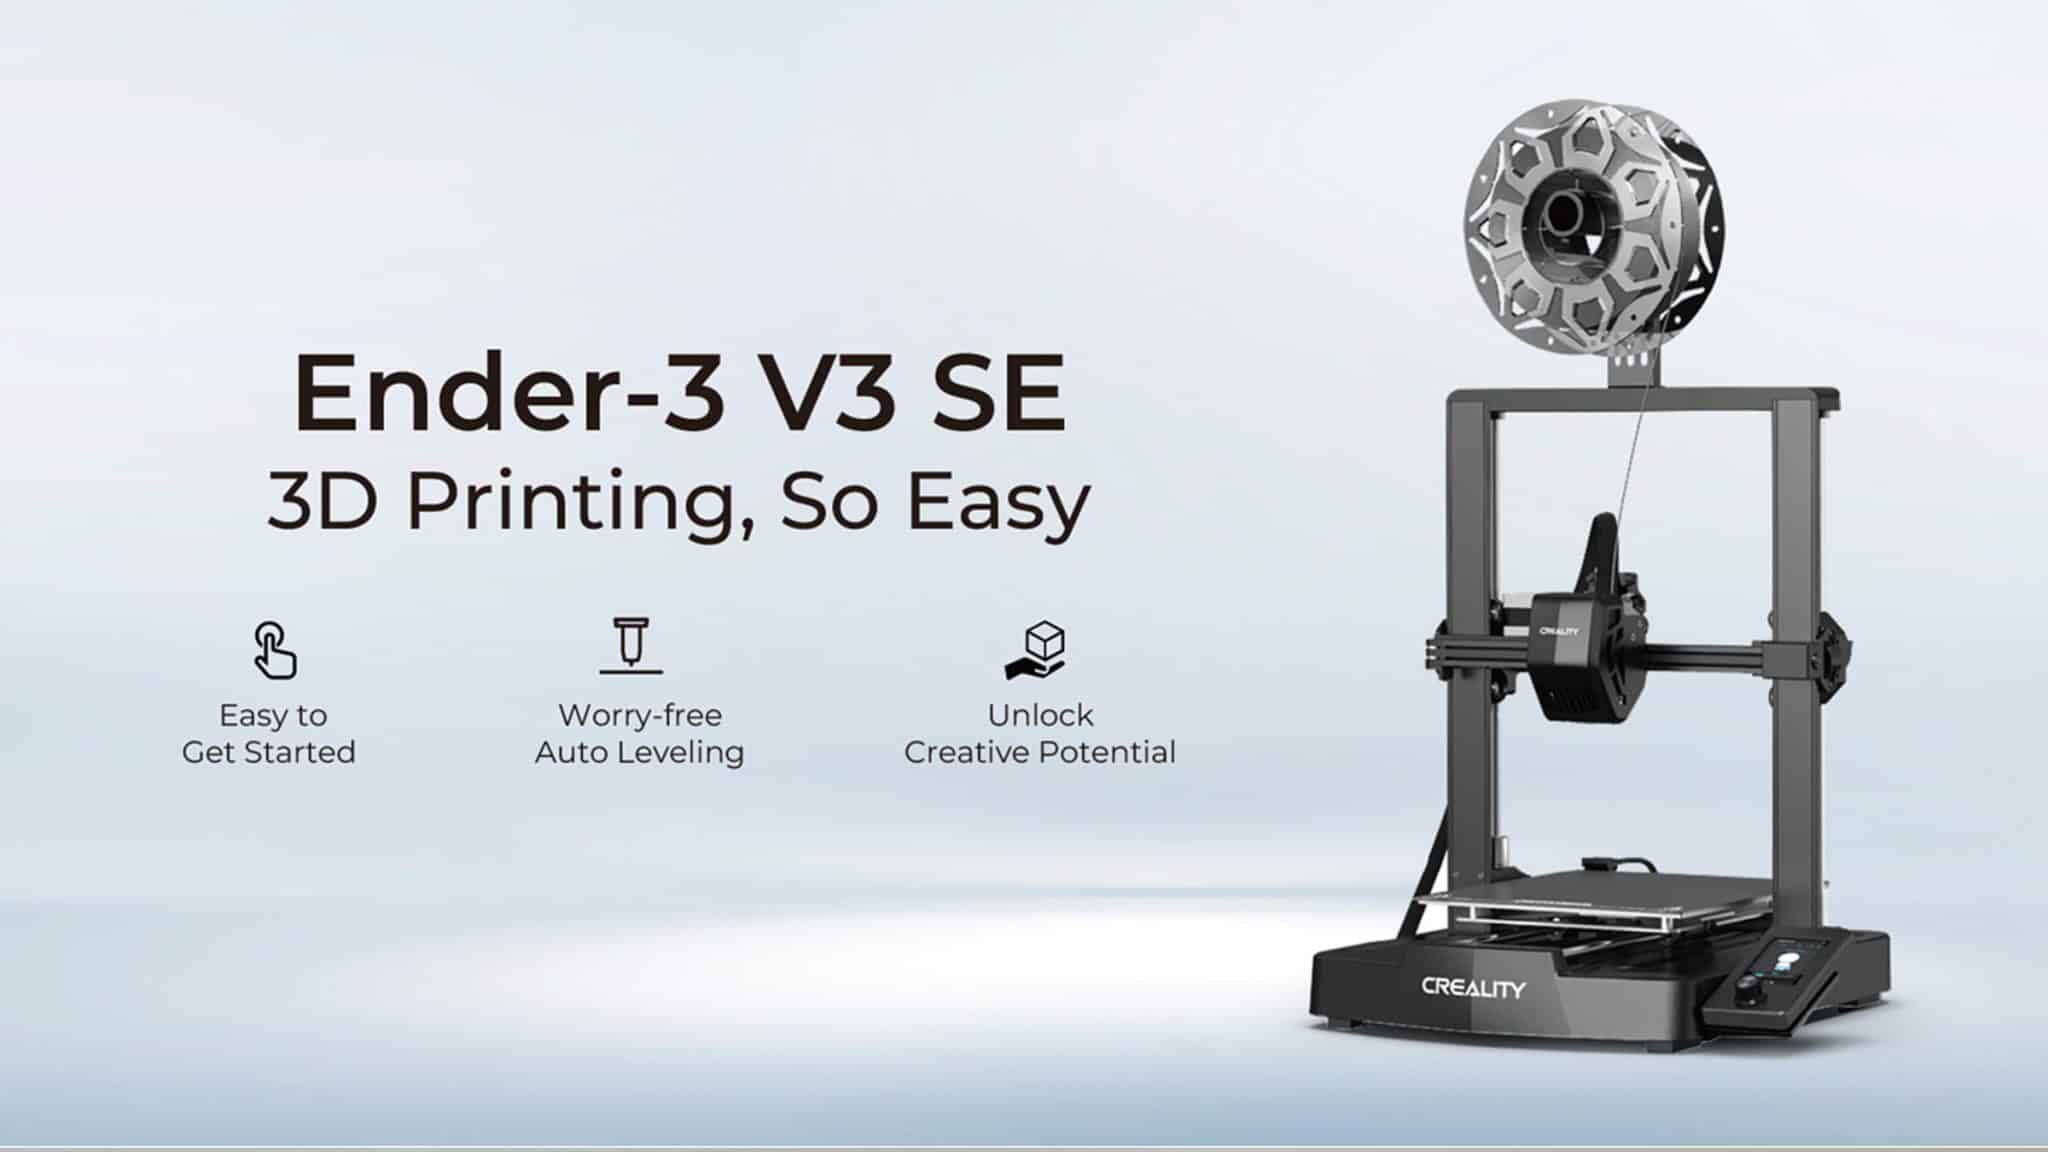 Ender-3 V3 SE
3D Printing, So Easy
Easy to
Get Started
Worry-free
Auto Leveling
Unlock
Creative Potential
CREALITY
CREALITY